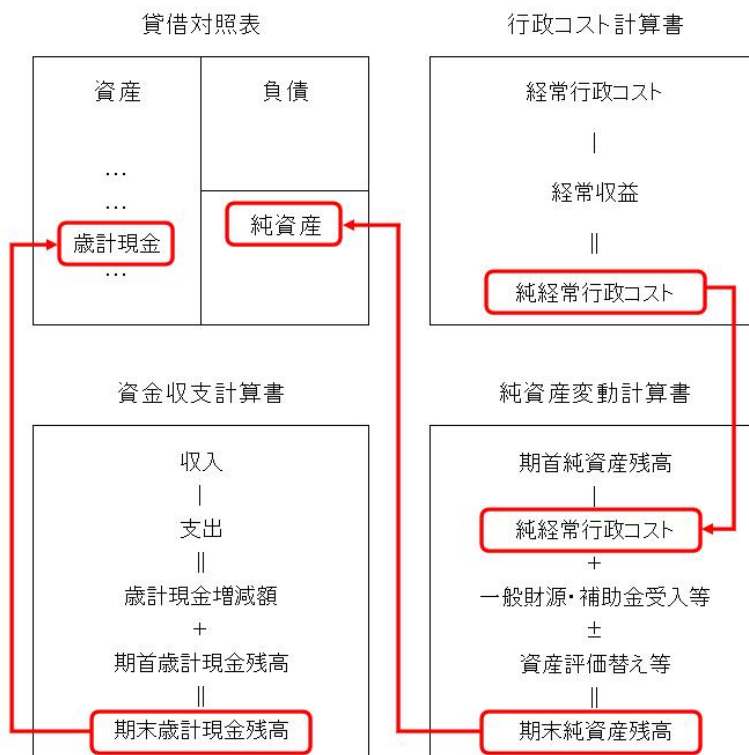 貸借対照表
資産
負債
…
…
歳計現金
…
純資産
行政コスト計算書
経常行政コスト
|
経常収益
||
純経常行政コスト
資金収支計算書
収入
|
支出
||
歳計現金増減額
+
期首歳計現金残高
||
期末歳計現金残高
純資産変動計算書
期首純資産残高
|
純経常行政コスト
+
一般財源・補助金受入等
±
資産評価替え等
||
期末純資産残高